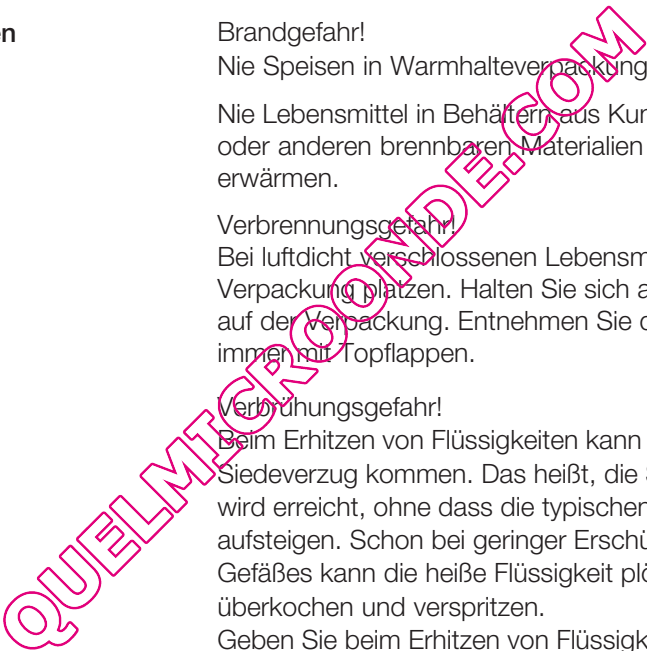 en
Brandgefahr!
Nie Speisen in Warmhalteverpackung
Nie Lebensmittel in Behältern aus Kun
oder anderen brennbaren Materialien
erwärmen.
Verbrennungsgefahr!
Bei luftdicht verschlossenen Lebensm
Verpackung platzen. Halten Sie sich a
auf der Verpackung. Entnehmen Sie d
immer mit Topflappen.
Verbrühungsgefahr!
Beim Erhitzen von Flüssigkeiten kann
Siedeverzug kommen. Das heißt, die S
wird erreicht, ohne dass die typischen
aufsteigen. Schon bei geringer Erschü
Gefäßes kann die heiße Flüssigkeit plö
überkochen und verspritzen.
Geben Sie beim Erhitzen von Flüssigk
QUELMICROONDE.COM